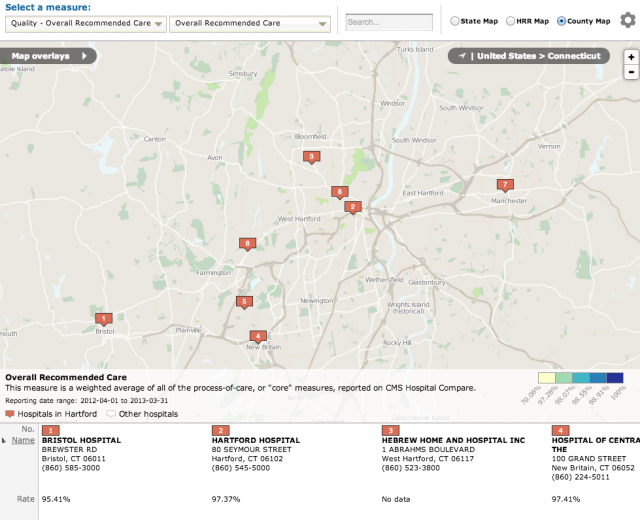 Select a measure:
Quality - Overall Recommended Care
Overall Recommended Care
Search...
State Map
HRR Map
County Map
Map overlays
| United States > Connecticut
+
-
Turks Island
Simsbury
Windsor
South Windsor
Bloomfield
Canton
South Windsor
Vernon
Avon
3
8
7
East Hartford
Manchester
2
West Hartford
6
Farmington
Wethersfield
Glastonbury
5
Newington
Wrights Island
(historical)
1
Bristol
Plainville
4
New Britain
Rocky Hill
mouth
Overall Recommended Care
This measure is a weighted average of all of the process-of-care, or "core" measures, reported on CMS Hospital Compare.
Reporting date range: 2012-04-01 to 2013-03-31
Hospitals in Hartford
Other hospitals
70.09%
97.28%
98.07%
98.55%
98.91%
100%
No.
1
2
3
4
Name
BRISTOL HOSPITAL
BREWSTER RD
Bristol, CT 06011
(860) 585-3000
HARTFORD HOSPITAL
80 SEYMOUR STREET
Hartford, CT 06102
(860) 545-5000
HEBREW HOME AND HOSPITAL INC
1 ABRAHMS BOULEVARD
West Hartford, CT 06117
(860) 523-3800
HOSPITAL OF CENTRA
THE
100 GRAND STREET
New Britain, CT 06052
(860) 224-5011
Rate
95.41%
97.37%
No data
97.41%